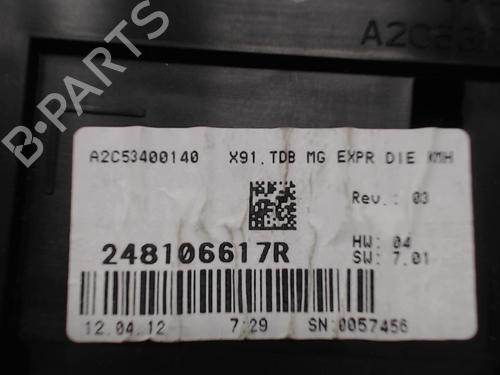 B-PARTS
A2C53
A2C53400140 X91.TDB MG EXPR DIE KMH
Rev.: 03
248106617R
HW: 04
SW: 7.01
12.04.12 7:29 SN:0057456